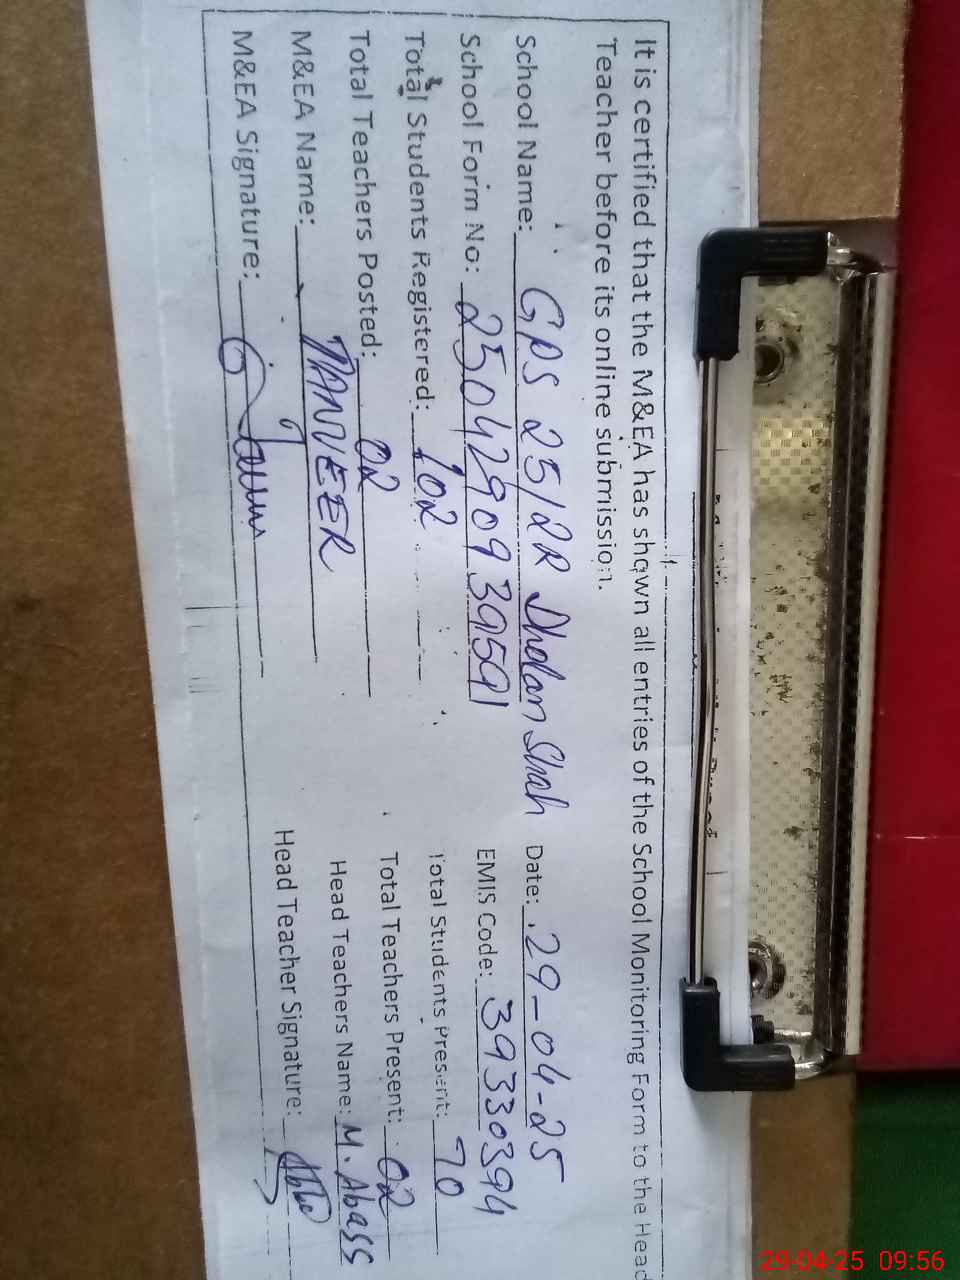 It is certified that the M&EA has shown all entries of the School Monitoring Form to the Head
Teacher before its online submission.
School Name: GPS 25/2R Dholan Shah Date: 29-04-25
School Form No: 25042909 39591 EMIS Code: 39330394
Total Students Registered: 102 Total Students Present: 70
Total Teachers Posted: 02 Total Teachers Present: 02
M&EA Name: TANVEER Head Teachers Name: M. Abass
M&EA Signature: Head Teacher Signature:
29-04-25 09:56